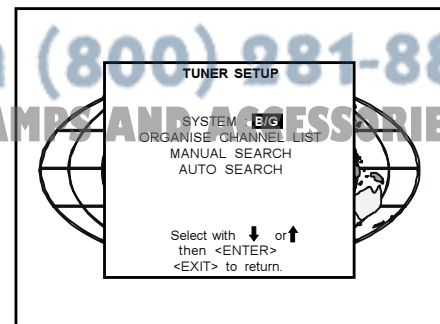 (800) 281-88
TUNER SETUP
AMPS AND ACCESSORIE
SYSTEM : B/G
ORGANISE CHANNEL LIST
MANUAL SEARCH
AUTO SEARCH
Select with ⬇ or ⬆
then <ENTER>
<EXIT> to return.